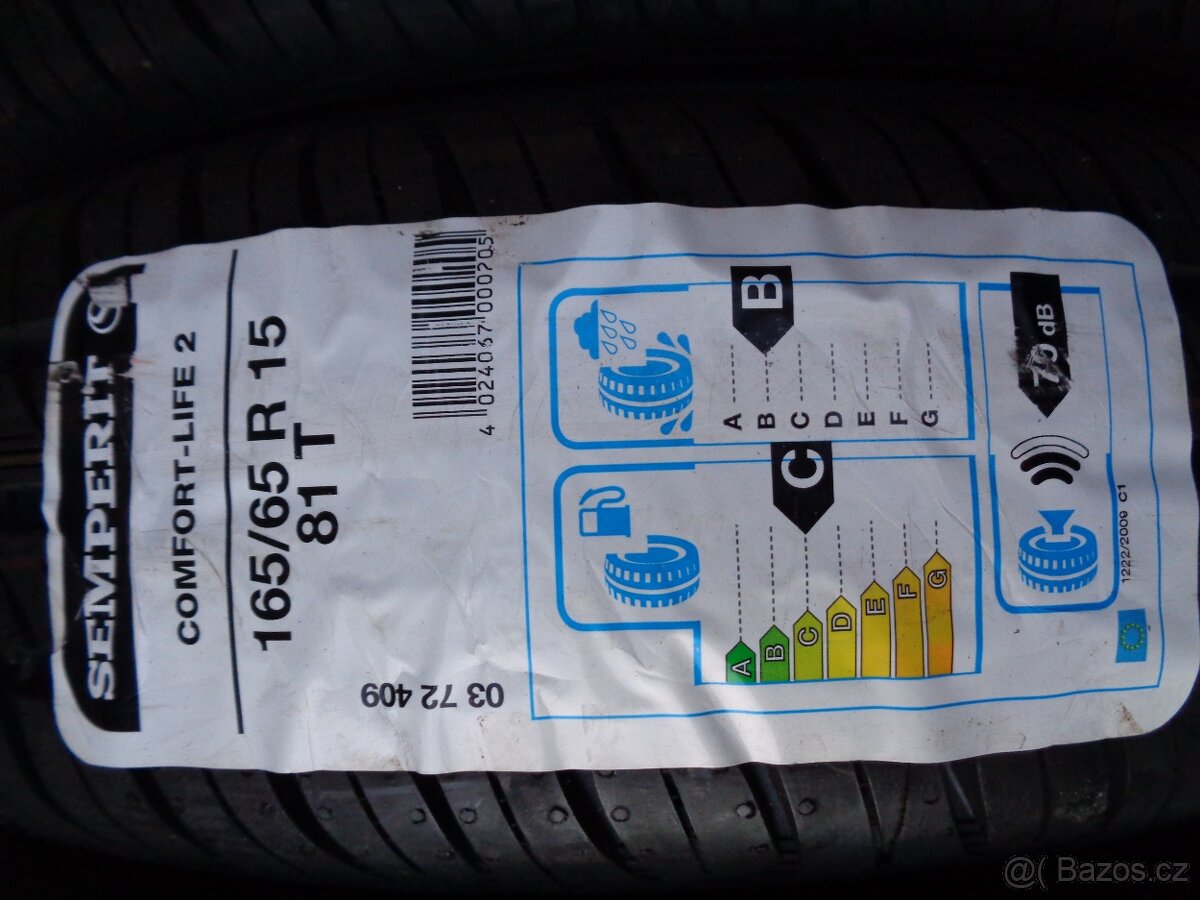 SEMPERIT
COMFORT-LIFE 2
165/65 R 15
81 T
4 024067 000705
03 72 409
B
A
B
C
D
E
F
G
C
A
B
C
D
E
F
G
dB
1222/2009 C1
@( Bazos.cz